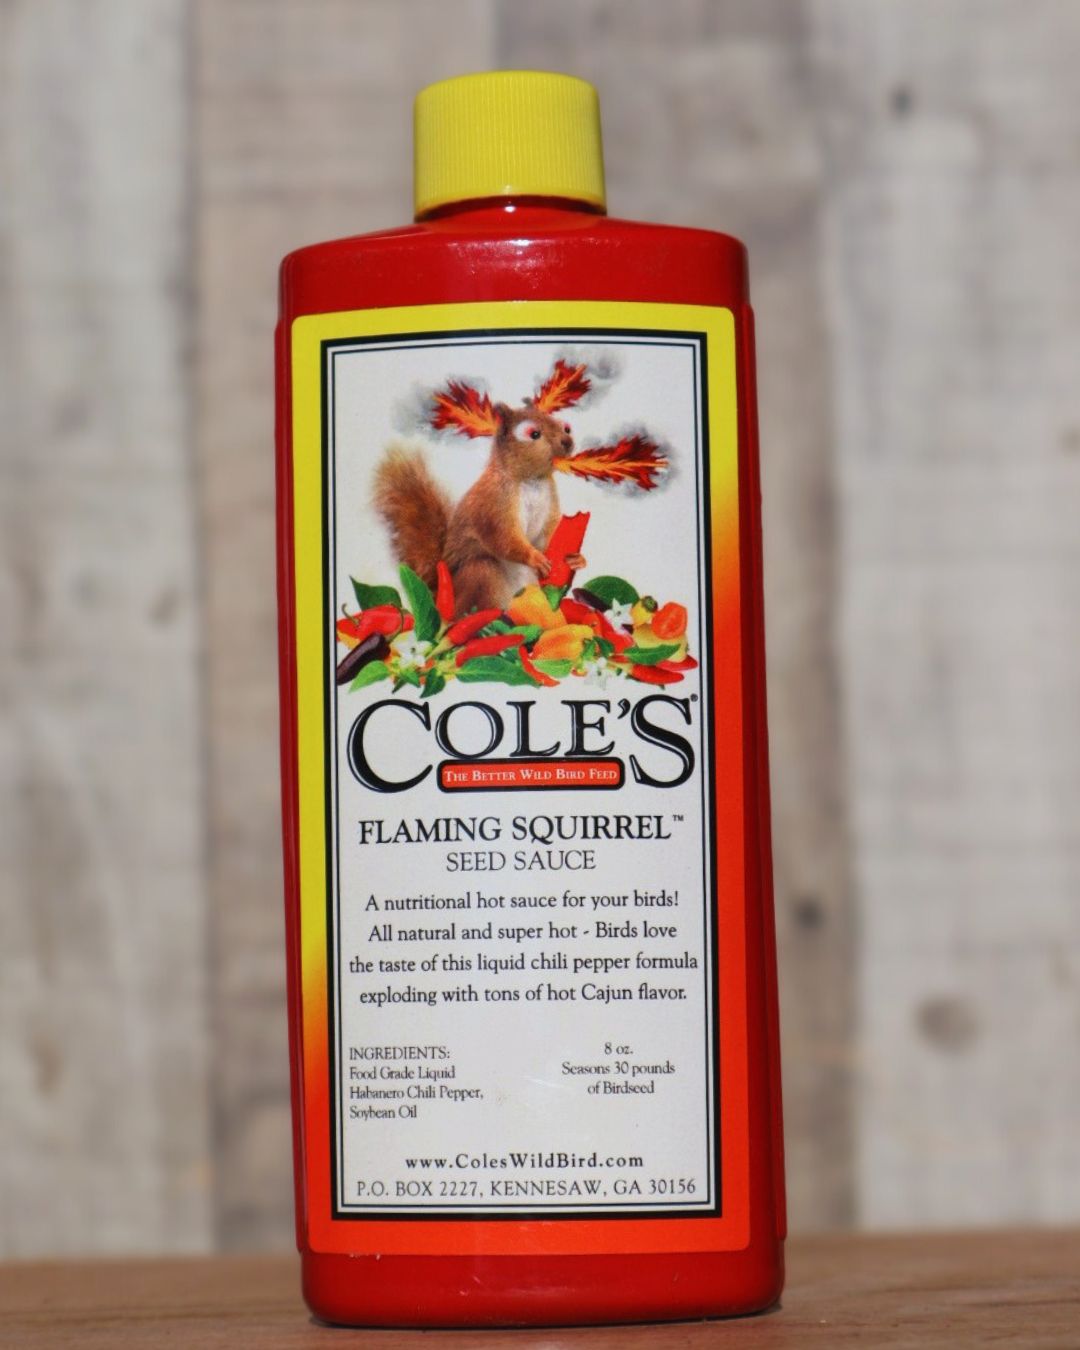 COLE'S®
THE BETTER WILD BIRD FEED
FLAMING SQUIRREL™
SEED SAUCE
A nutritional hot sauce for your birds!
All natural and super hot - Birds love
the taste of this liquid chili pepper formula
exploding with tons of hot Cajun flavor.
INGREDIENTS:
Food Grade Liquid
Habanero Chili Pepper,
Soybean Oil
8 oz.
Seasons 30 pounds
of Birdseed
www.ColesWildBird.com
P.O. BOX 2227, KENNESAW, GA 30156